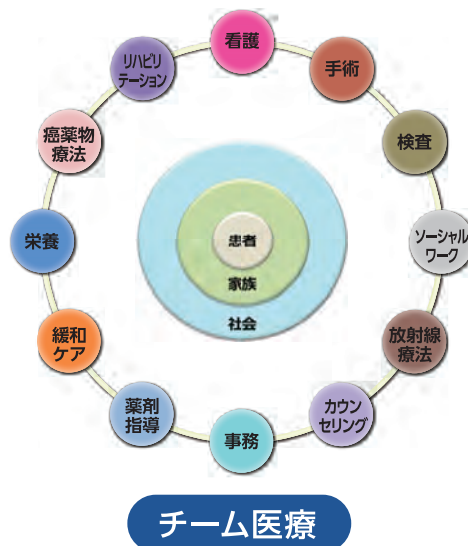 看護
手術
検査
ソーシャル
ワーク
放射線
療法
カウン
セリング
事務
薬剤
指導
緩和
ケア
栄養
癌薬物
療法
リハビリ
テーション
患者
家族
社会
チーム医療